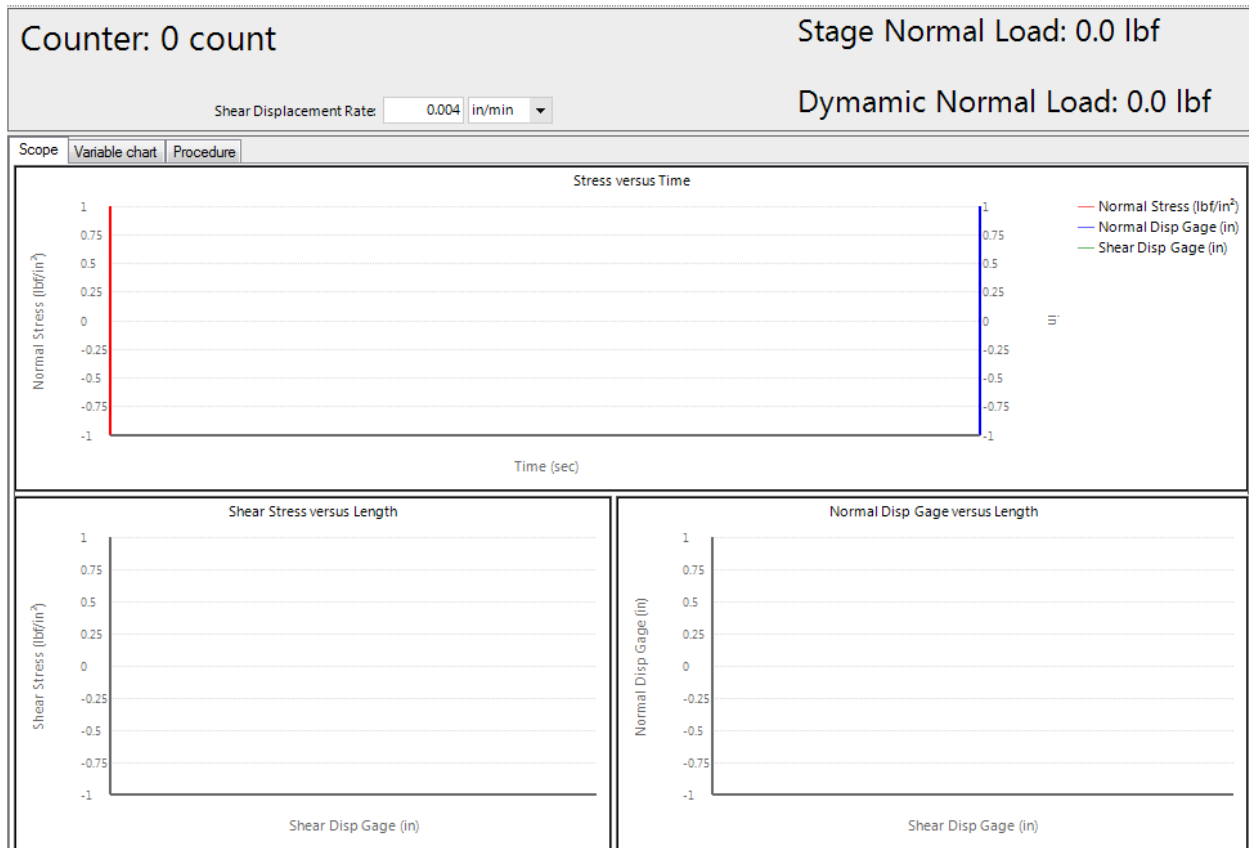 Counter: 0 count
Stage Normal Load: 0.0 lbf
Shear Displacement Rate: 0.004 in/min
Dymamic Normal Load: 0.0 lbf
Scope Variable chart Procedure
Stress versus Time
Normal Stress (lbf/in²)
1
0.75
0.5
0.25
0
-0.25
-0.5
-0.75
-1
1
0.75
0.5
0.25
0
-0.25
-0.5
-0.75
-1
in
Time (sec)
Normal Stress (lbf/in²)
Normal Disp Gage (in)
Shear Disp Gage (in)
Shear Stress versus Length
Shear Stress (lbf/in²)
1
0.75
0.5
0.25
0
-0.25
-0.5
-0.75
-1
Shear Disp Gage (in)
Normal Disp Gage versus Length
Normal Disp Gage (in)
1
0.75
0.5
0.25
0
-0.25
-0.5
-0.75
-1
Shear Disp Gage (in)